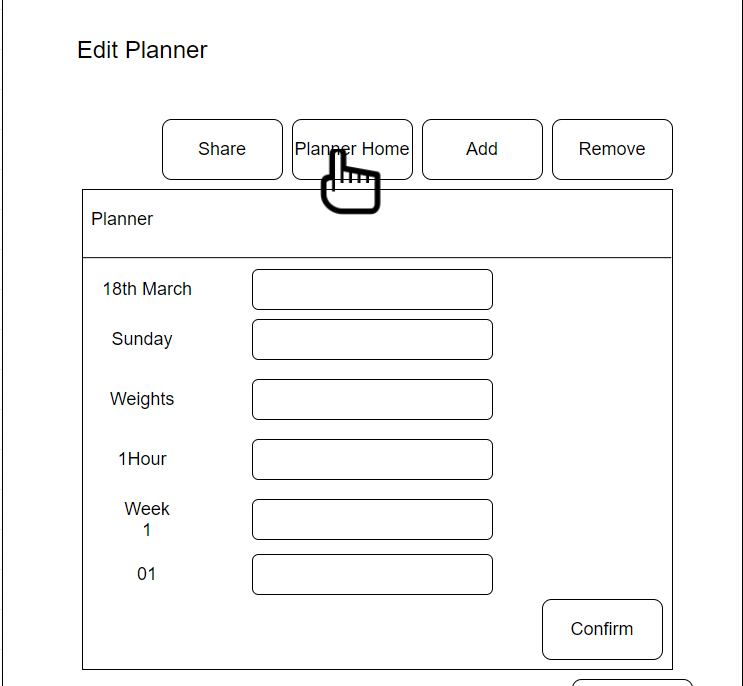 Edit Planner
Share
Planner Home
Add
Remove
Planner
18th March
Sunday
Weights
1Hour
Week
1
01
Confirm